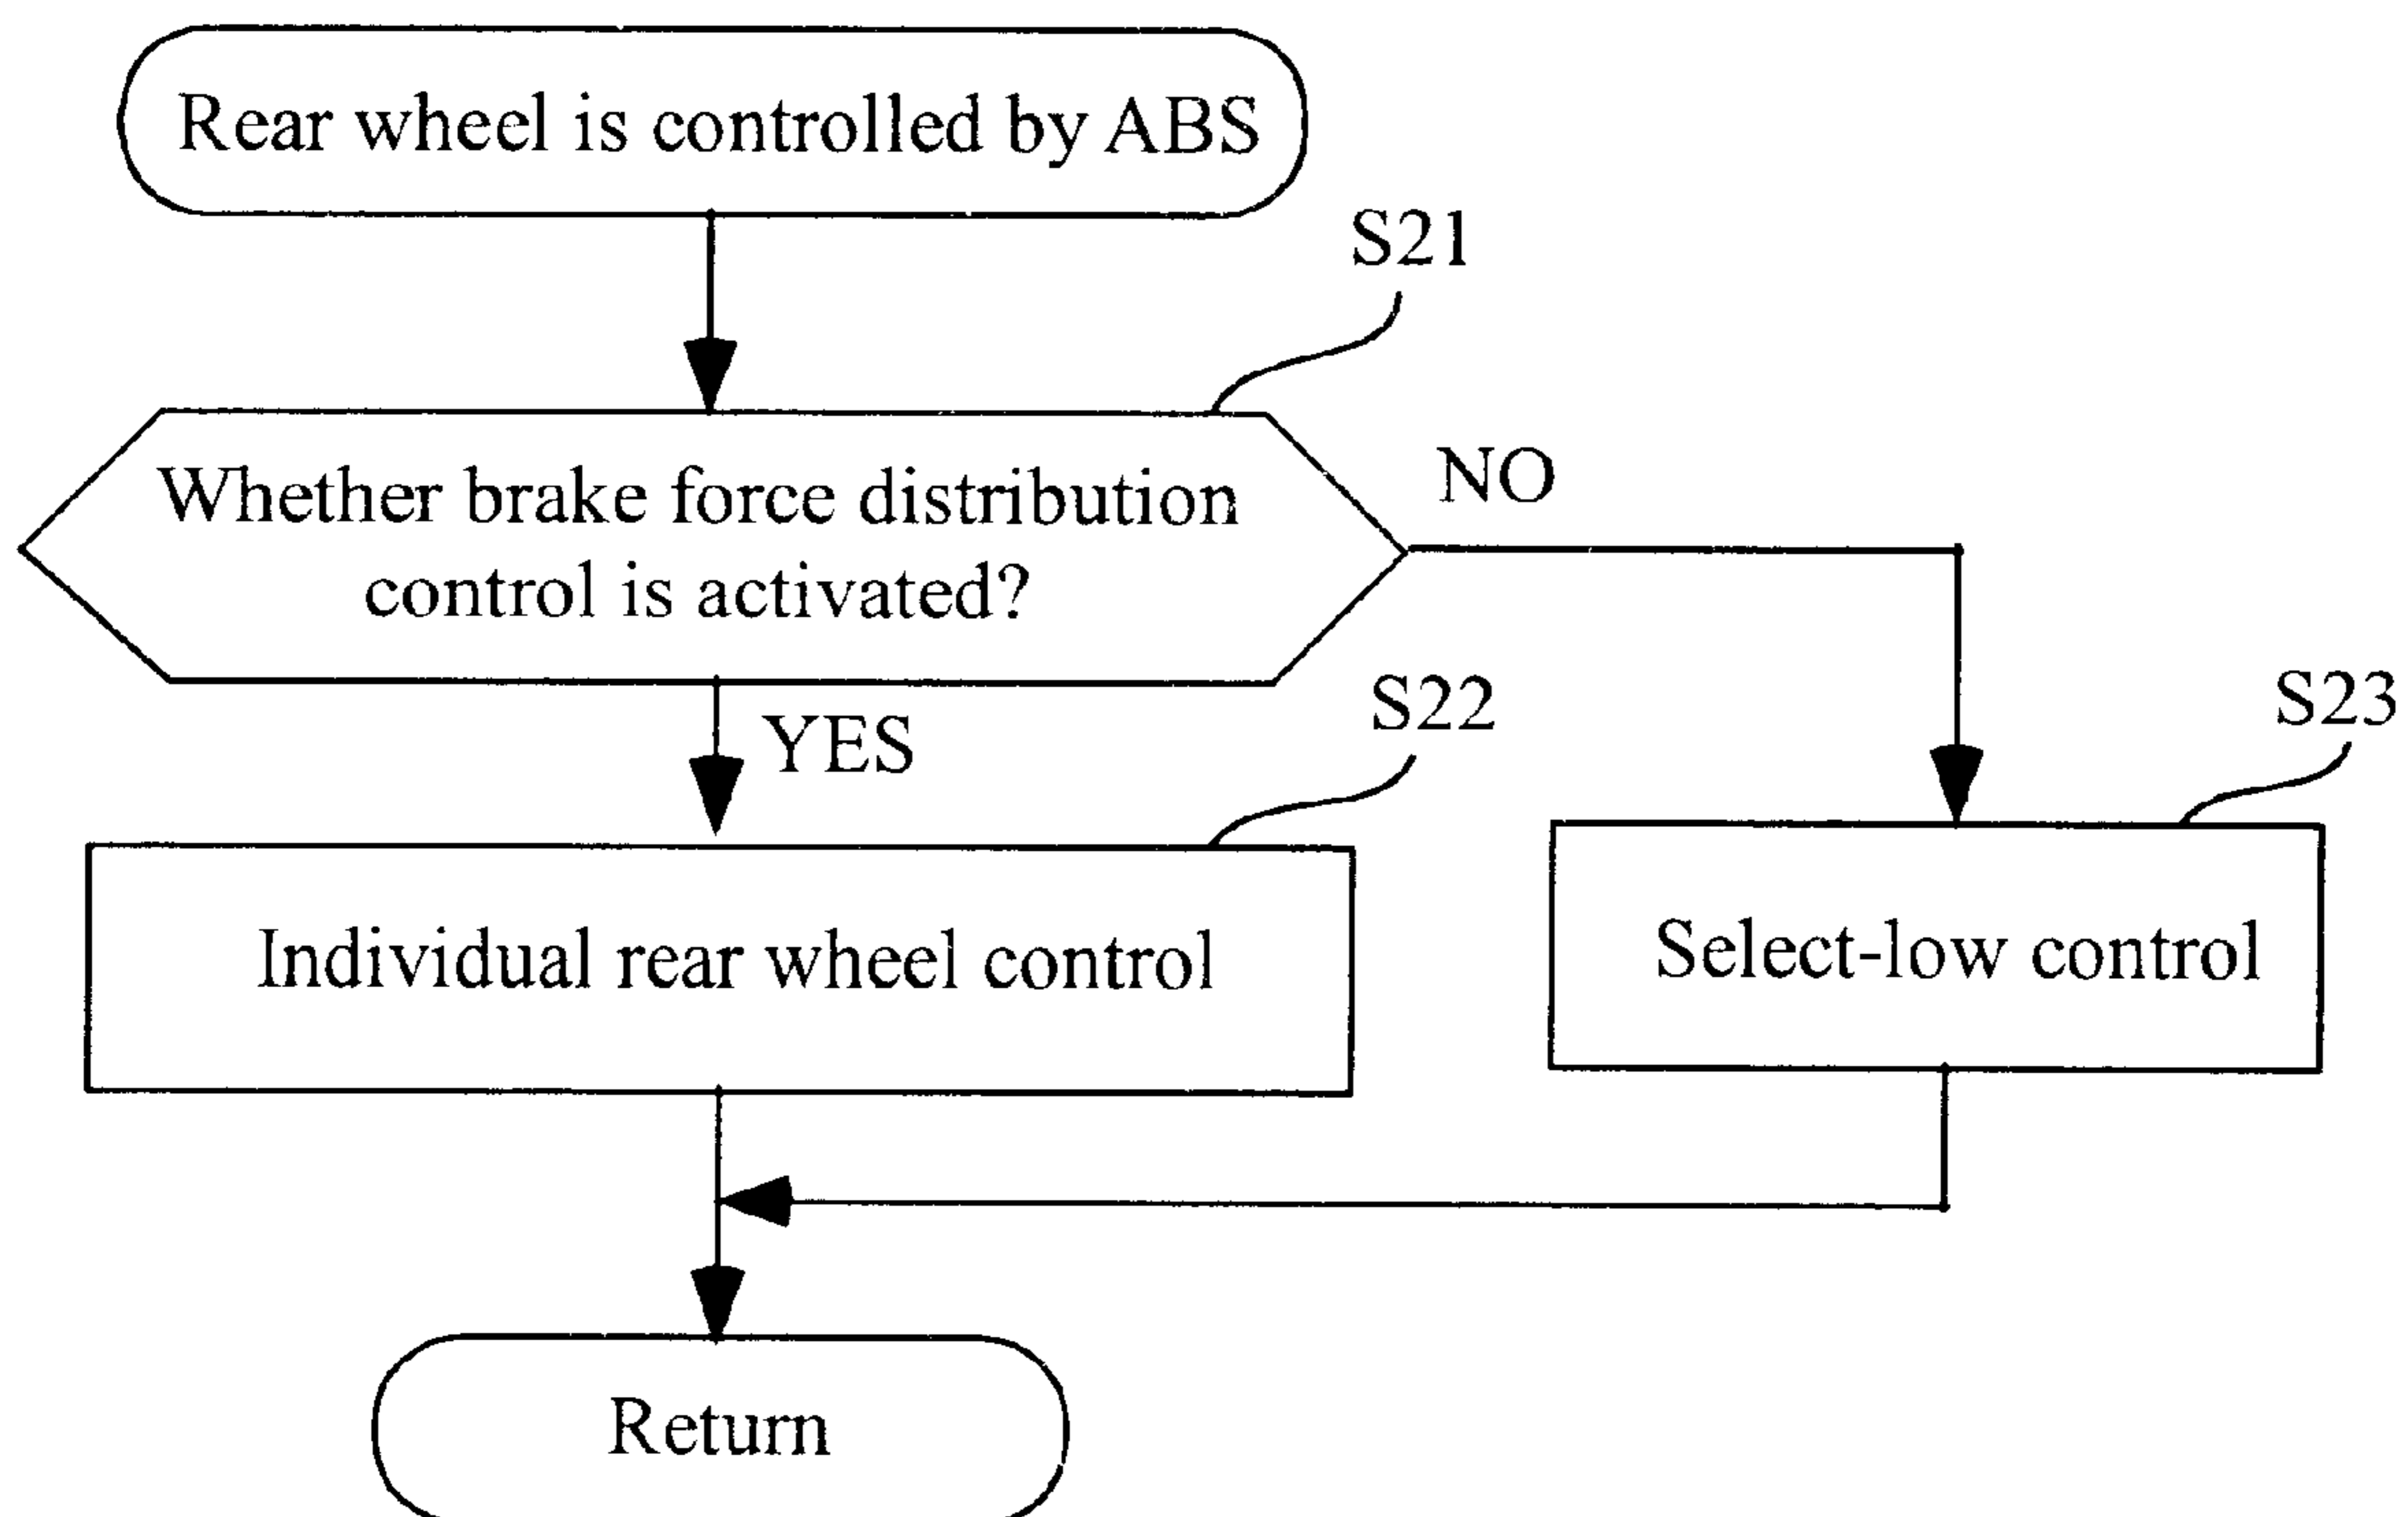 Rear wheel is controlled by ABS
S21
Whether brake force distribution
control is activated?
NO
YES
S22
S23
Individual rear wheel control
Select-low control
Return